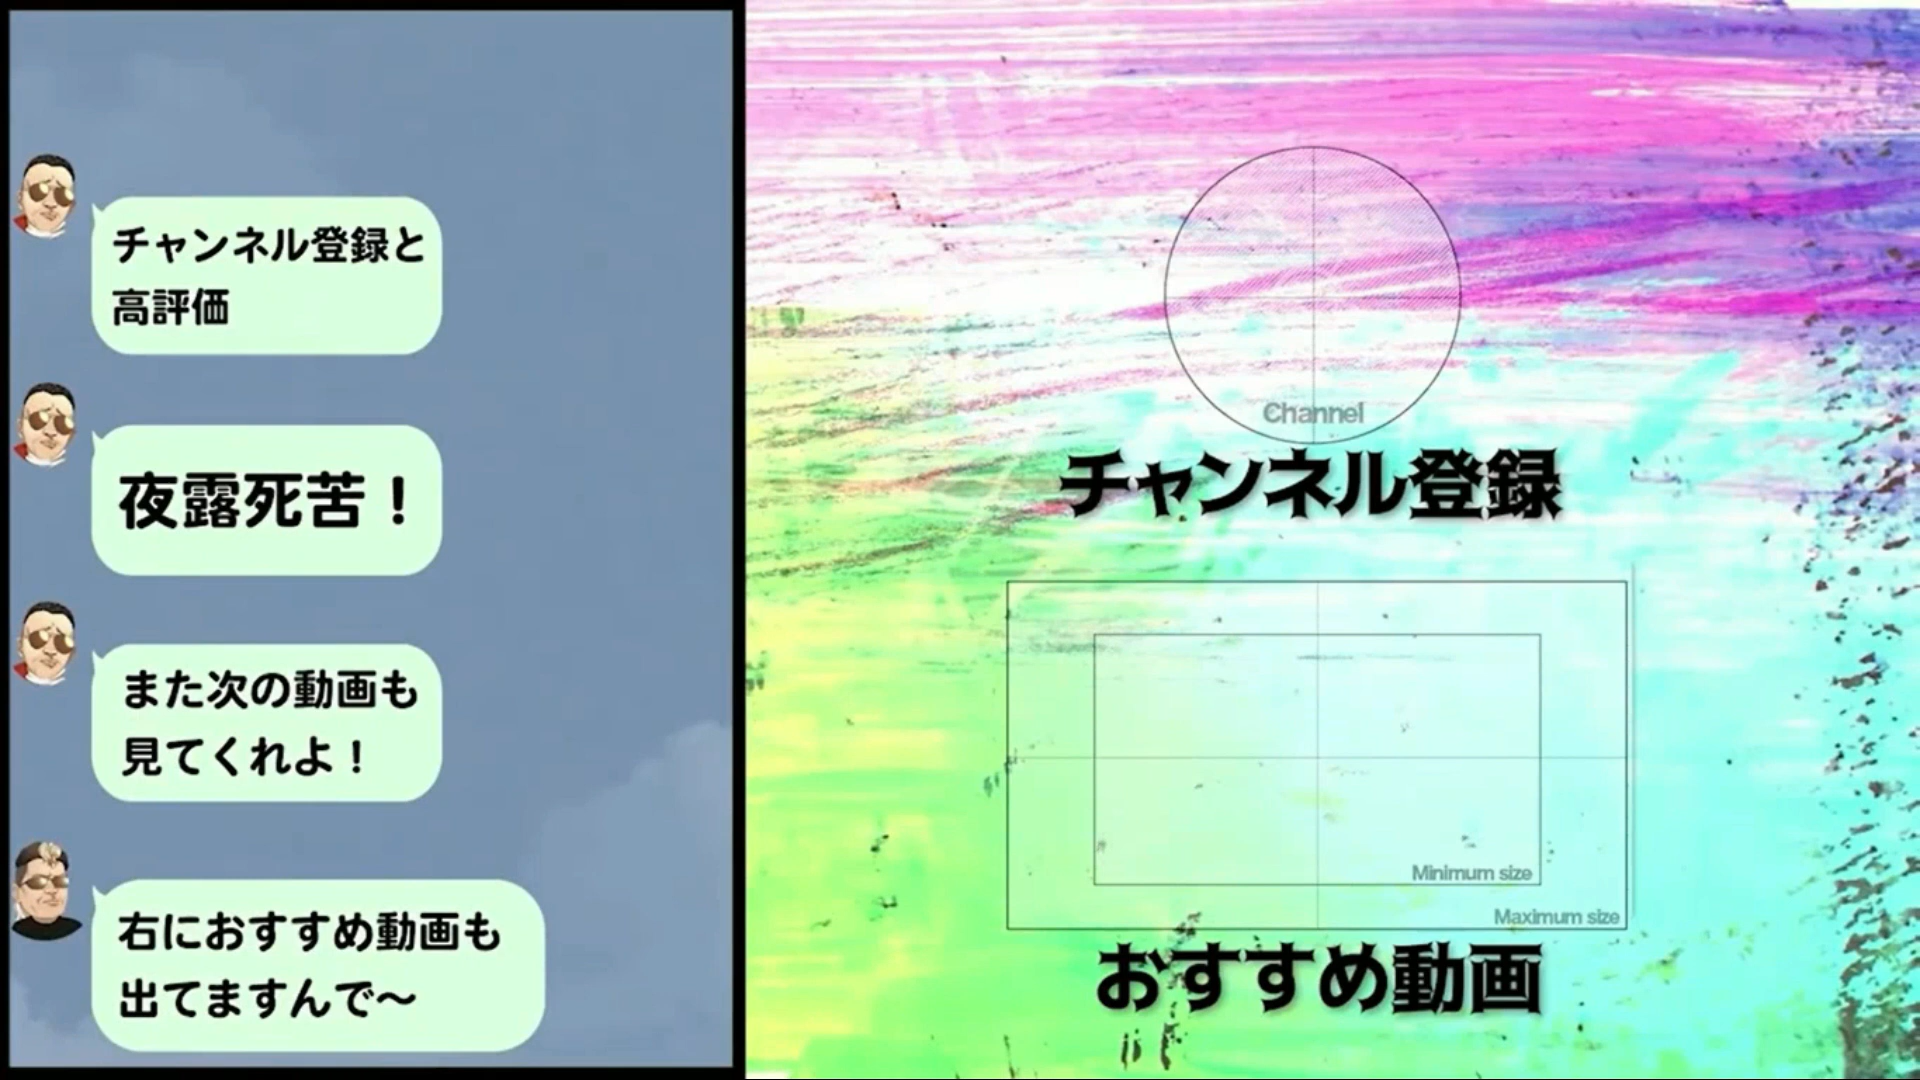 チャンネル登録と
高評価
夜露死苦！
また次の動画も
見てくれよ！
右におすすめ動画も
出てますんで～
Channel
チャンネル登録
Minimum size
Maximum size
おすすめ動画